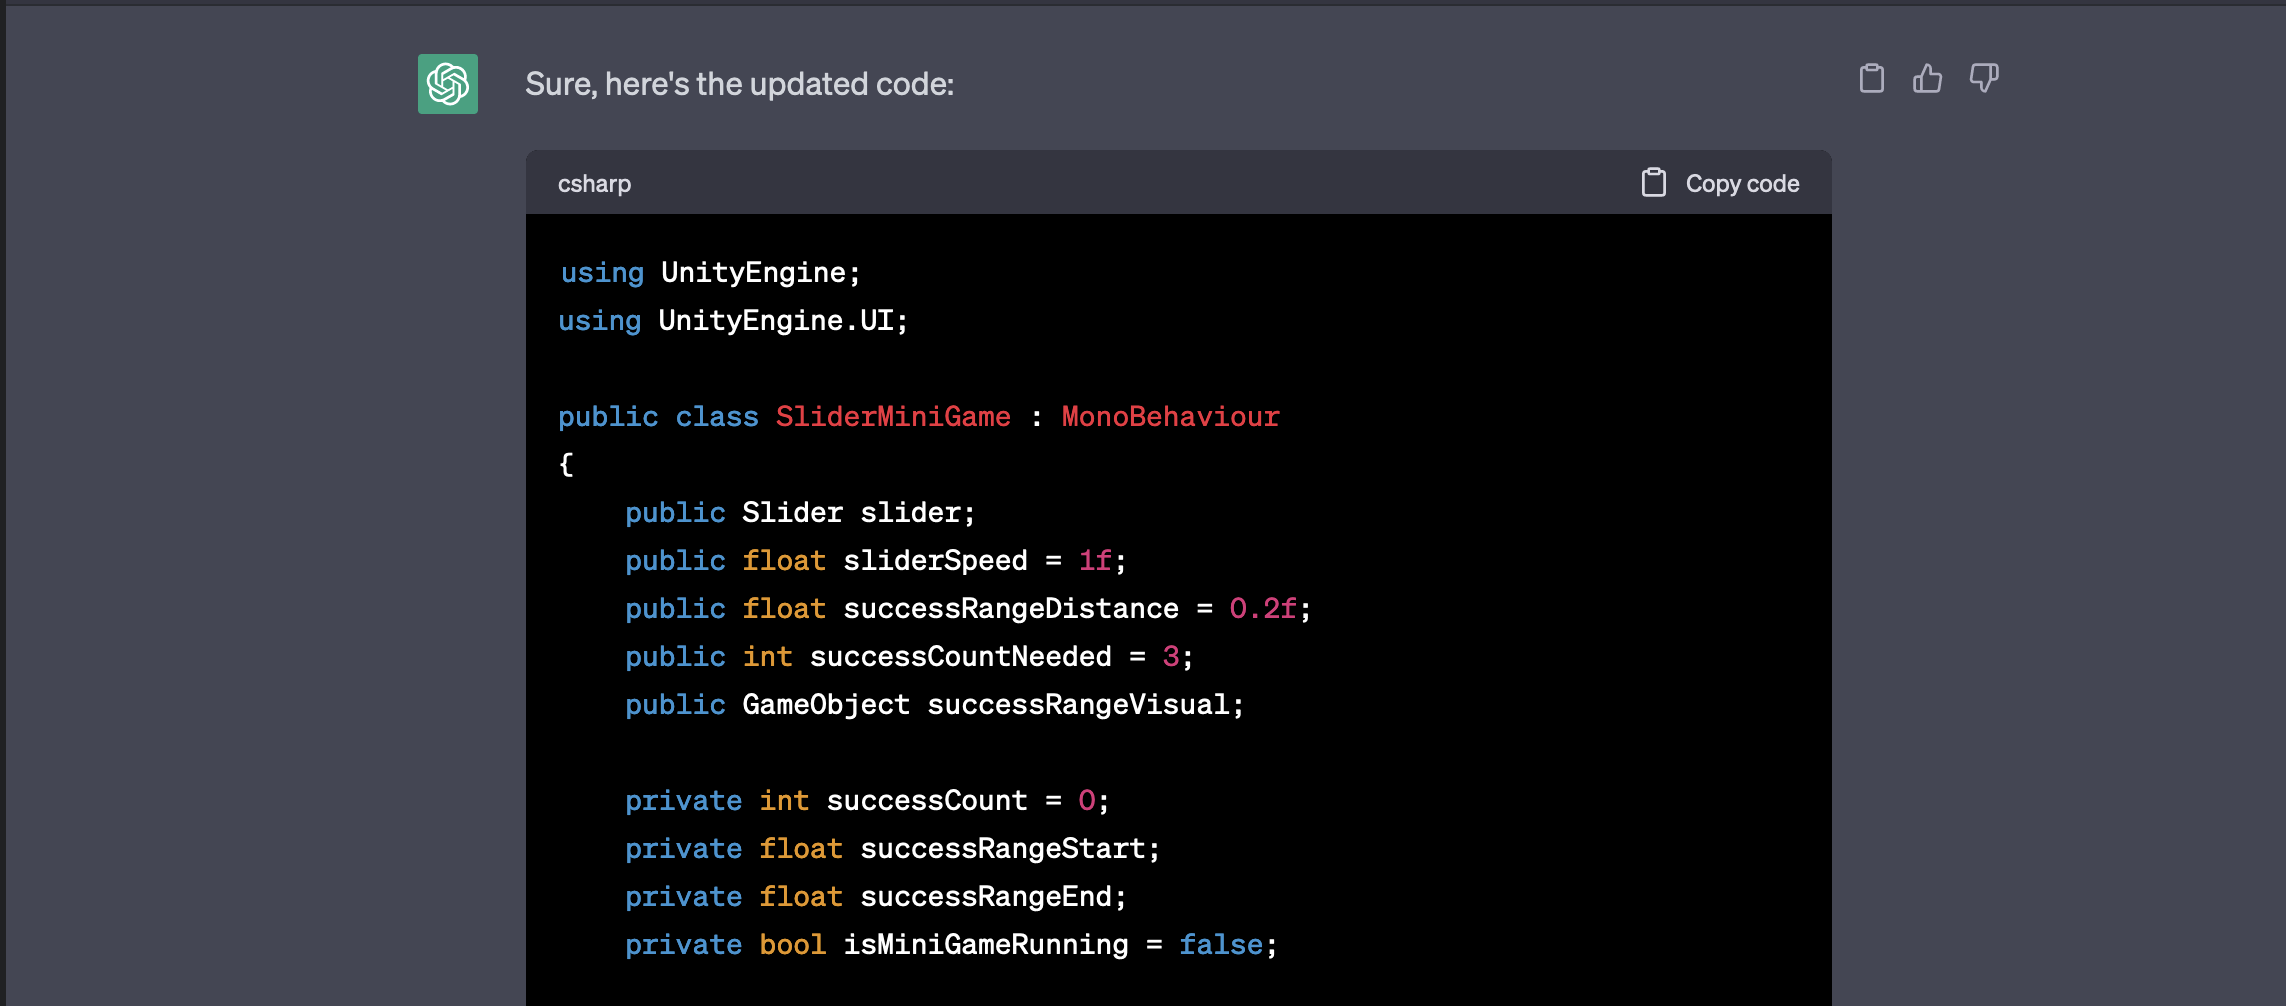 Sure, here's the updated code:
csharp
Copy code
using UnityEngine;
using UnityEngine.UI;
public class SliderMiniGame : MonoBehaviour
{
    public Slider slider;
    public float sliderSpeed = 1f;
    public float successRangeDistance = 0.2f;
    public int successCountNeeded = 3;
    public GameObject successRangeVisual;
    private int successCount = 0;
    private float successRangeStart;
    private float successRangeEnd;
    private bool isMiniGameRunning = false;